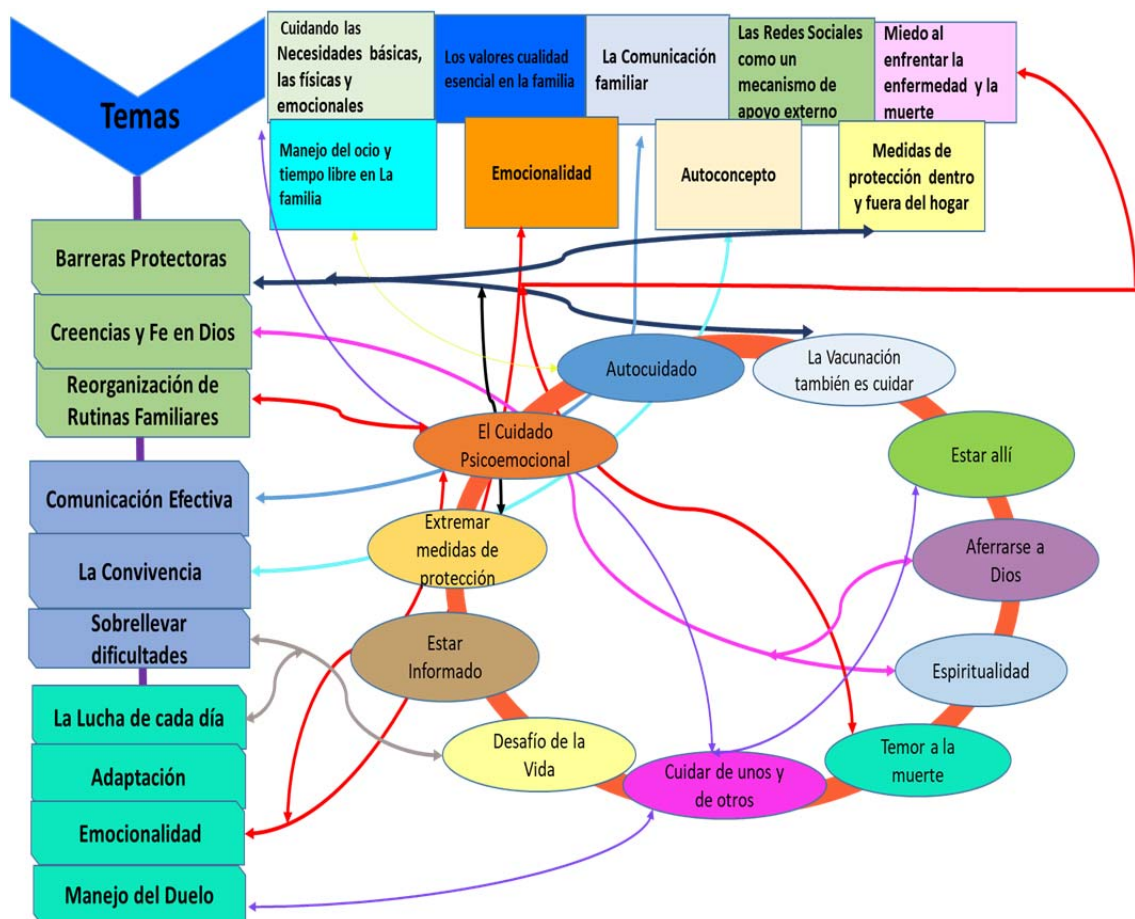 Temas
Cuidando las
Necesidades básicas,
las físicas y
emocionales
Los valores cualidad
esencial en la familia
La Comunicación
familiar
Las Redes Sociales
como un
mecanismo de
apoyo externo
Miedo al
enfrentar la
enfermedad y la
muerte
Manejo del ocio y
tiempo libre en La
familia
Emocionalidad
Autoconcepto
Medidas de
protección dentro
y fuera del hogar
Barreras Protectoras
Creencias y Fe en Dios
Reorganización de
Rutinas Familiares
Comunicación Efectiva
La Convivencia
Sobrellevar
dificultades
La Lucha de cada día
Adaptación
Emocionalidad
Manejo del Duelo
Autocuidado
La Vacunación
también es cuidar
El Cuidado
Psicoemocional
Estar allí
Extremar
medidas de
protección
Aferrarse a
Dios
Estar
Informado
Espiritualidad
Desafío de la
Vida
Cuidar de unos y
de otros
Temor a la
muerte